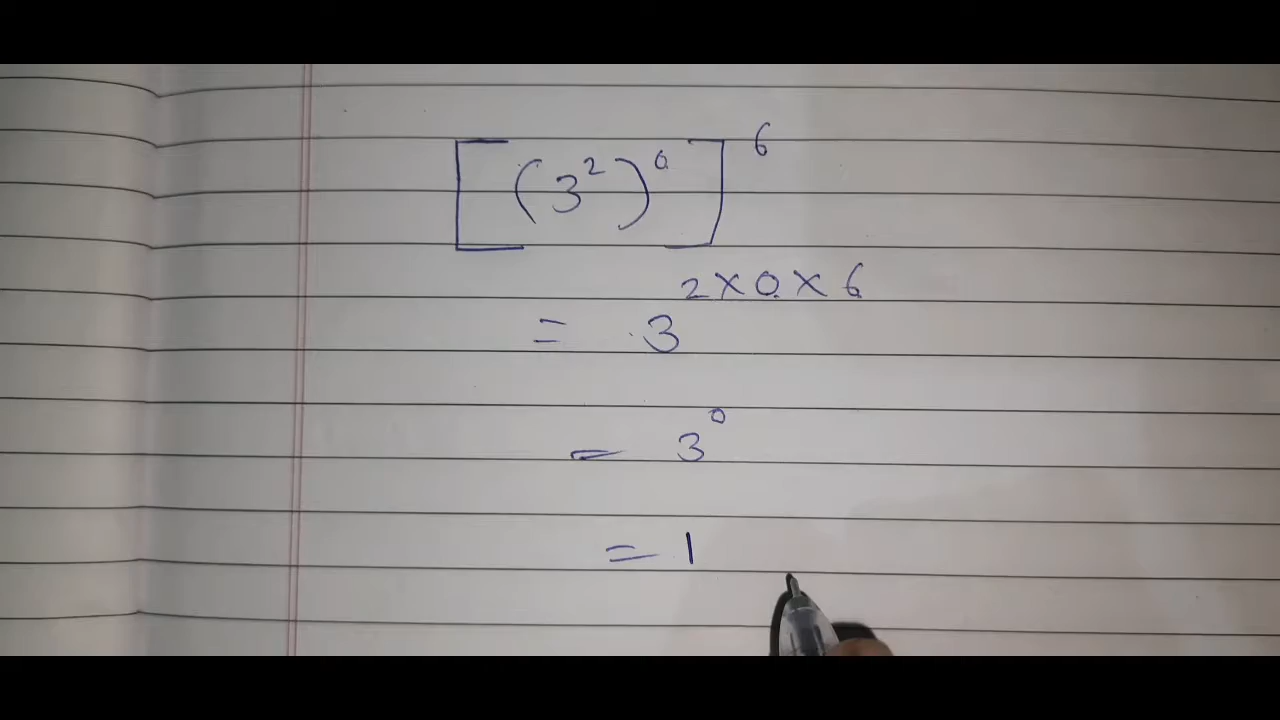 [(3²)⁰]⁶
= 3^{2×0×6}
= 3⁰
= 1